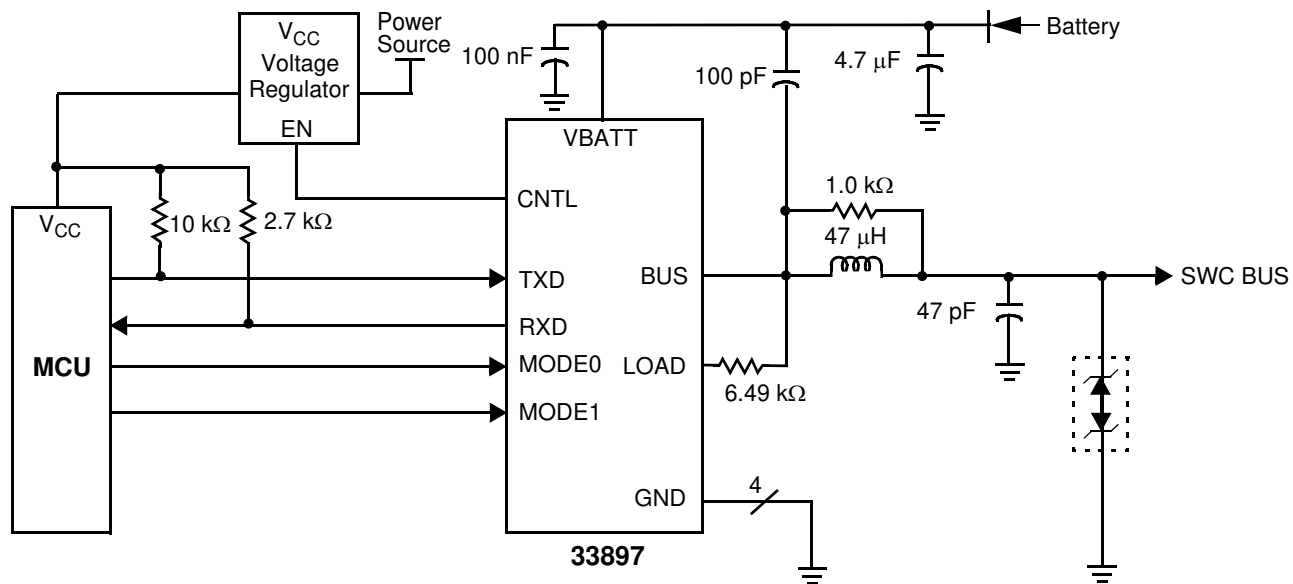 V_CC
Voltage
Regulator
EN
Power
Source
100 nF
100 pF
4.7 μF
Battery
VBATT
CNTL
TXD
RXD
MODE0
MODE1
BUS
LOAD
GND
33897
V_CC
MCU
10 kΩ
2.7 kΩ
1.0 kΩ
47 μH
47 pF
SWC BUS
6.49 kΩ
4